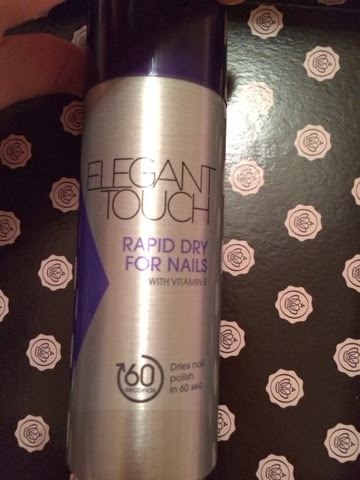 ELEGANT
TOUCH
RAPID DRY
FOR NAILS
WITH VITAMIN E
60
seconds
Dries nail
polish
in 60 sec